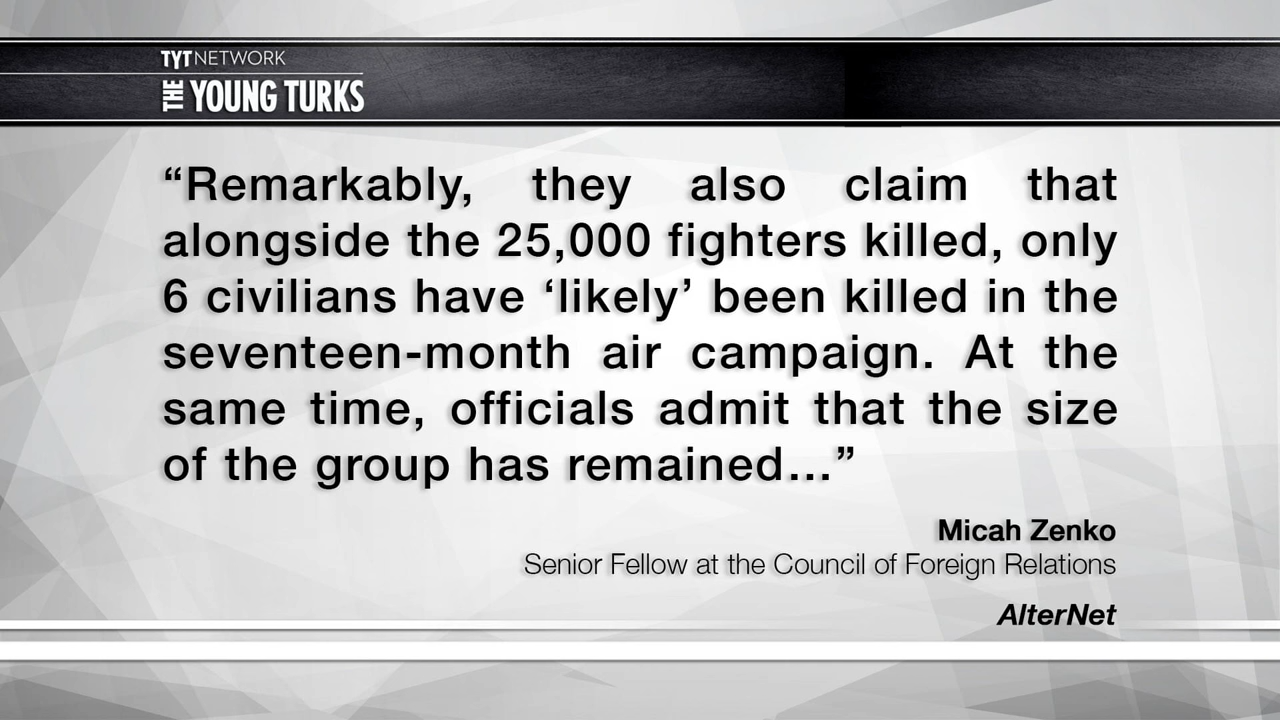 TYT NETWORK
THE YOUNG TURKS
“Remarkably, they also claim that
alongside the 25,000 fighters killed, only
6 civilians have ‘likely’ been killed in the
seventeen-month air campaign. At the
same time, officials admit that the size
of the group has remained...”
Micah Zenko
Senior Fellow at the Council of Foreign Relations
AlterNet